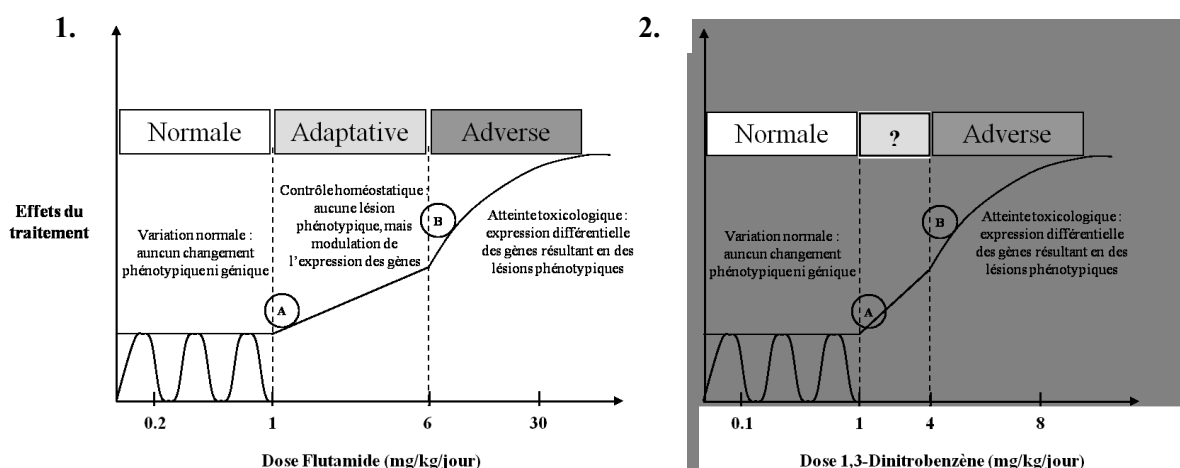 1.
Normale
Adaptative
Adverse
Effets du
traitement
Variation normale :
auncun changement
phénotypique ni génique
Contrôle homéostatique :
aucune lésion
phénotypique, mais
modulation de
l'expression des gènes
Atteinte toxicologique :
expression différentielle
des gènes résultant en des
lésions phénotypiques
A
B
0.2
1
6
30
Dose Flutamide (mg/kg/jour)
2.
Normale
?
Adverse
Variation normale :
auncun changement
phénotypique ni génique
Atteinte toxicologique :
expression différentielle
des gènes résultant en des
lésions phénotypiques
A
B
0.1
1
4
8
Dose 1,3-Dinitrobenzène (mg/kg/jour)